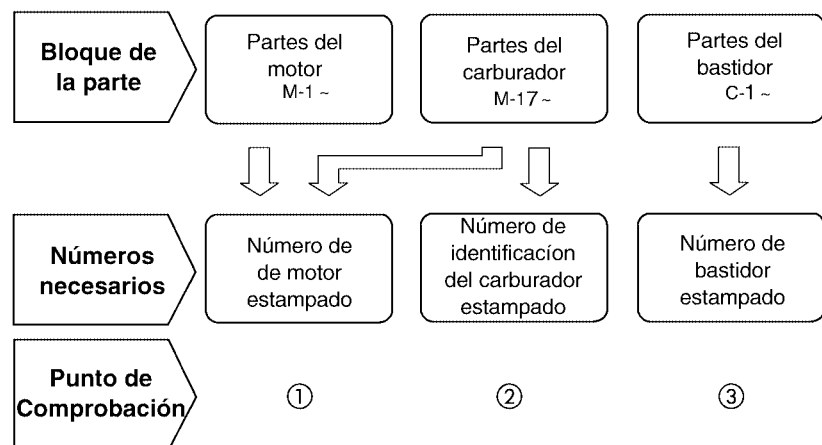 Bloque de
la parte
Partes del
motor
M-1 ~
Partes del
carburador
M-17 ~
Partes del
bastidor
C-1 ~
Números
necesarios
Número de
de motor
estampado
Número de
identificacíon
del carburador
estampado
Número de
bastidor
estampado
Punto de
Comprobación
①
②
③